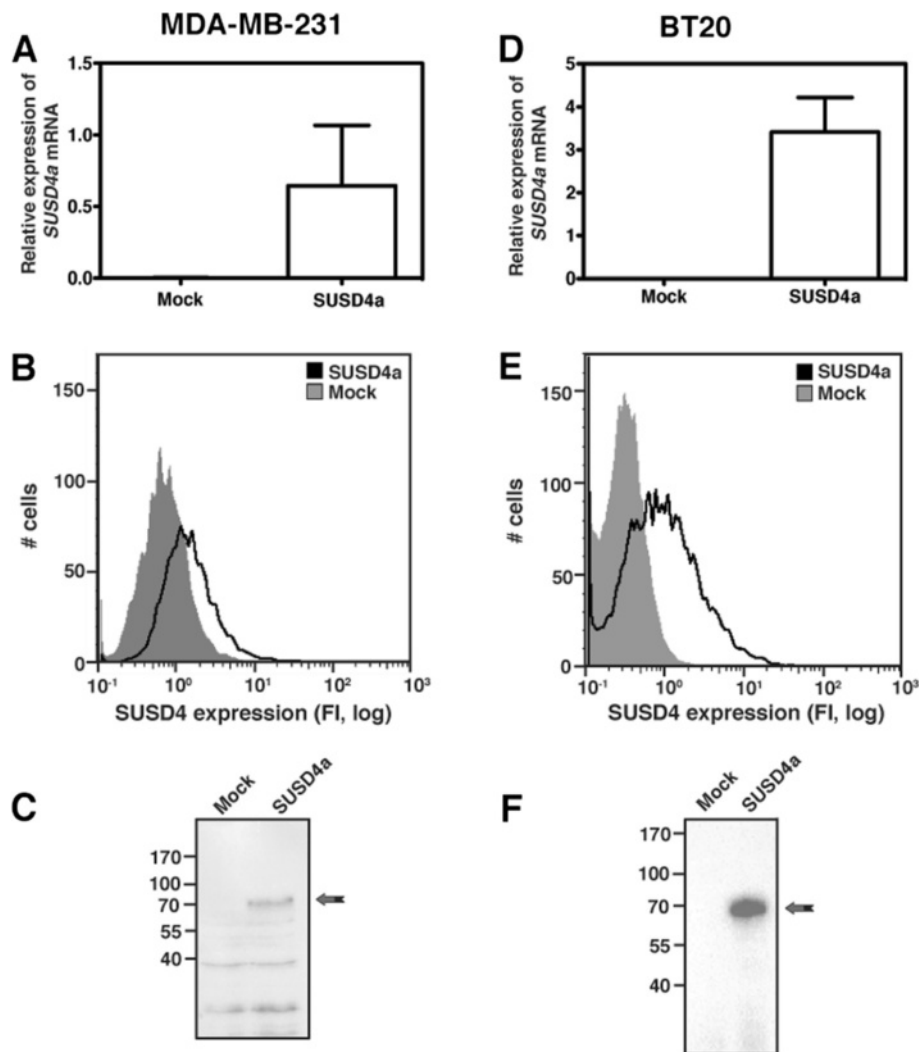 MDA-MB-231
BT20
A
Relative expression of
SUSD4a mRNA
1.5
1.0
0.5
0.0
Mock
SUSD4a
D
Relative expression of
SUSD4a mRNA
5
4
3
2
1
0
Mock
SUSD4a
B
# cells
150
100
50
0
SUSD4a
Mock
10-1
100
101
102
103
SUSD4 expression (FI, log)
E
# cells
150
100
50
0
SUSD4a
Mock
10-1
100
101
102
103
SUSD4 expression (FI, log)
C
Mock
SUSD4a
170
100
70
55
40
F
Mock
SUSD4a
170
100
70
55
40